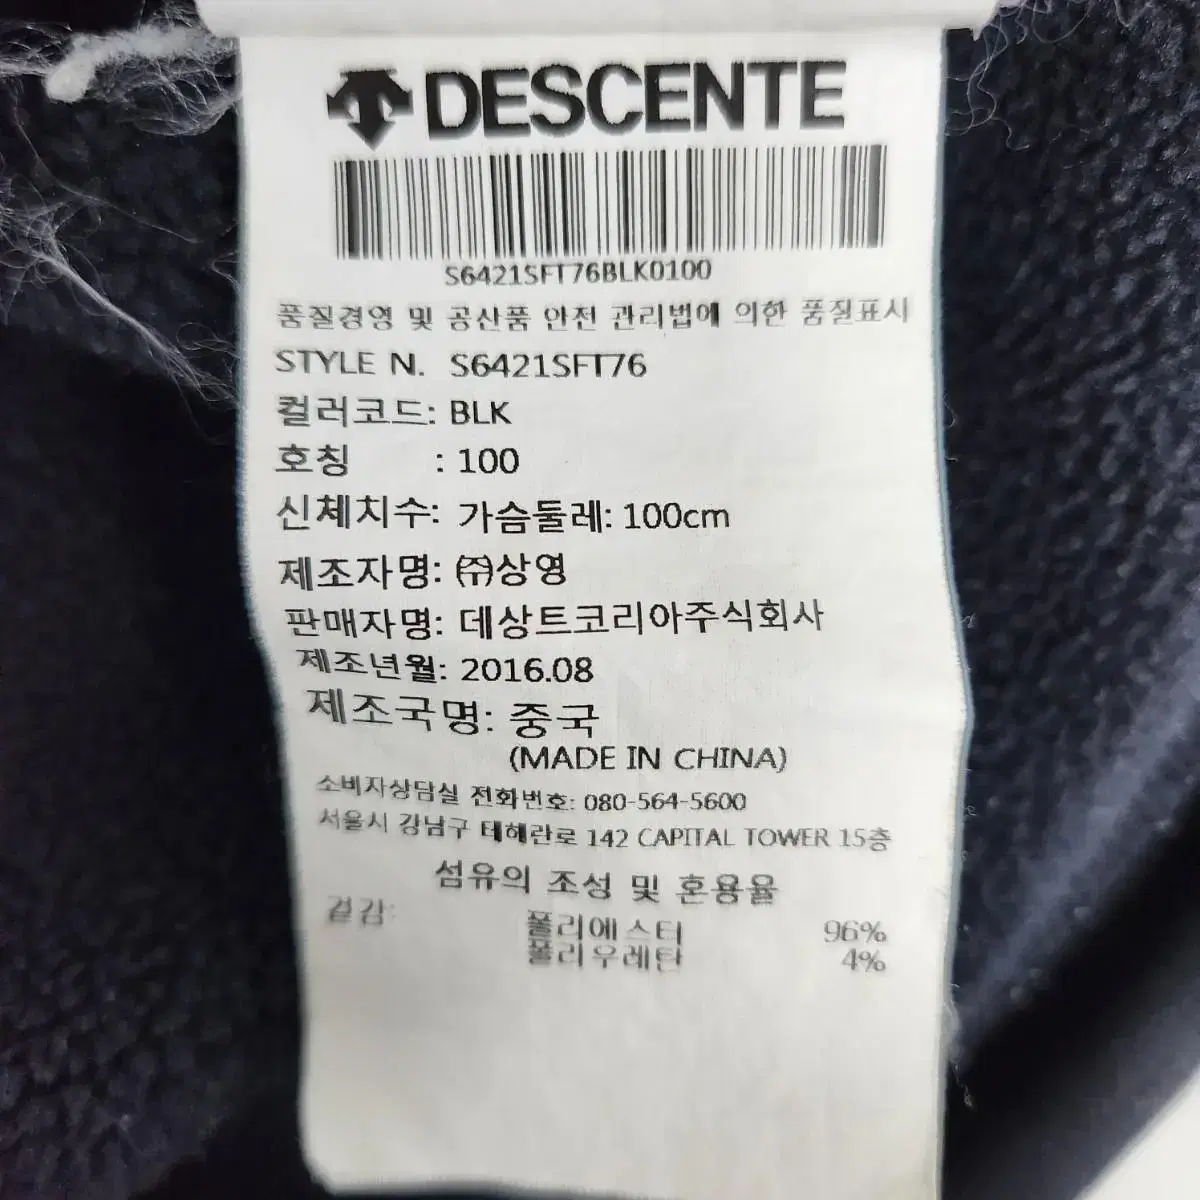 DESCENTE
S6421SFT76BLK0100
품질경영 및 공산품 안전 관리법에 의한 품질표시
STYLE N. S6421SFT76
컬러코드: BLK
호칭 : 100
신체치수: 가슴둘레: 100cm
제조자명: ㈜상영
판매자명: 데상트코리아주식회사
제조년월: 2016.08
제조국명: 중국
(MADE IN CHINA)
소비자상담실 전화번호: 080-564-5600
서울시 강남구 테헤란로 142 CAPITAL TOWER 15층
섬유의 조성 및 혼용율
겉감: 폴리에스터 96%
폴리우레탄 4%